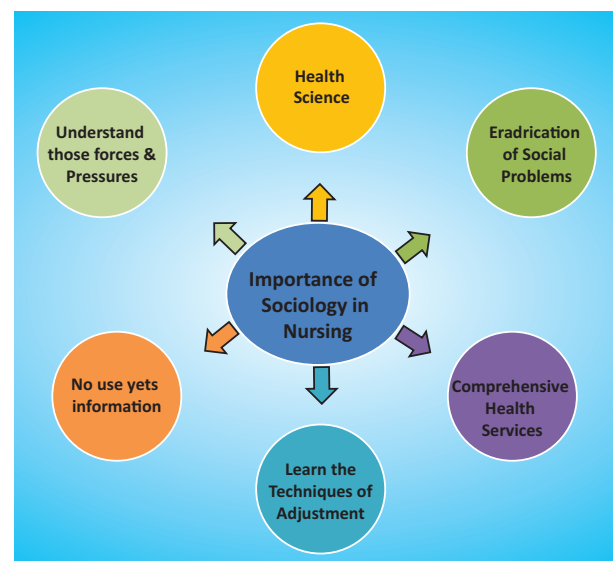 Health
Science
Understand
those forces &
Pressures
Eradrication
of Social
Problems
Importance of
Sociology in
Nursing
No use yets
information
Comprehensive
Health
Services
Learn the
Techniques of
Adjustment